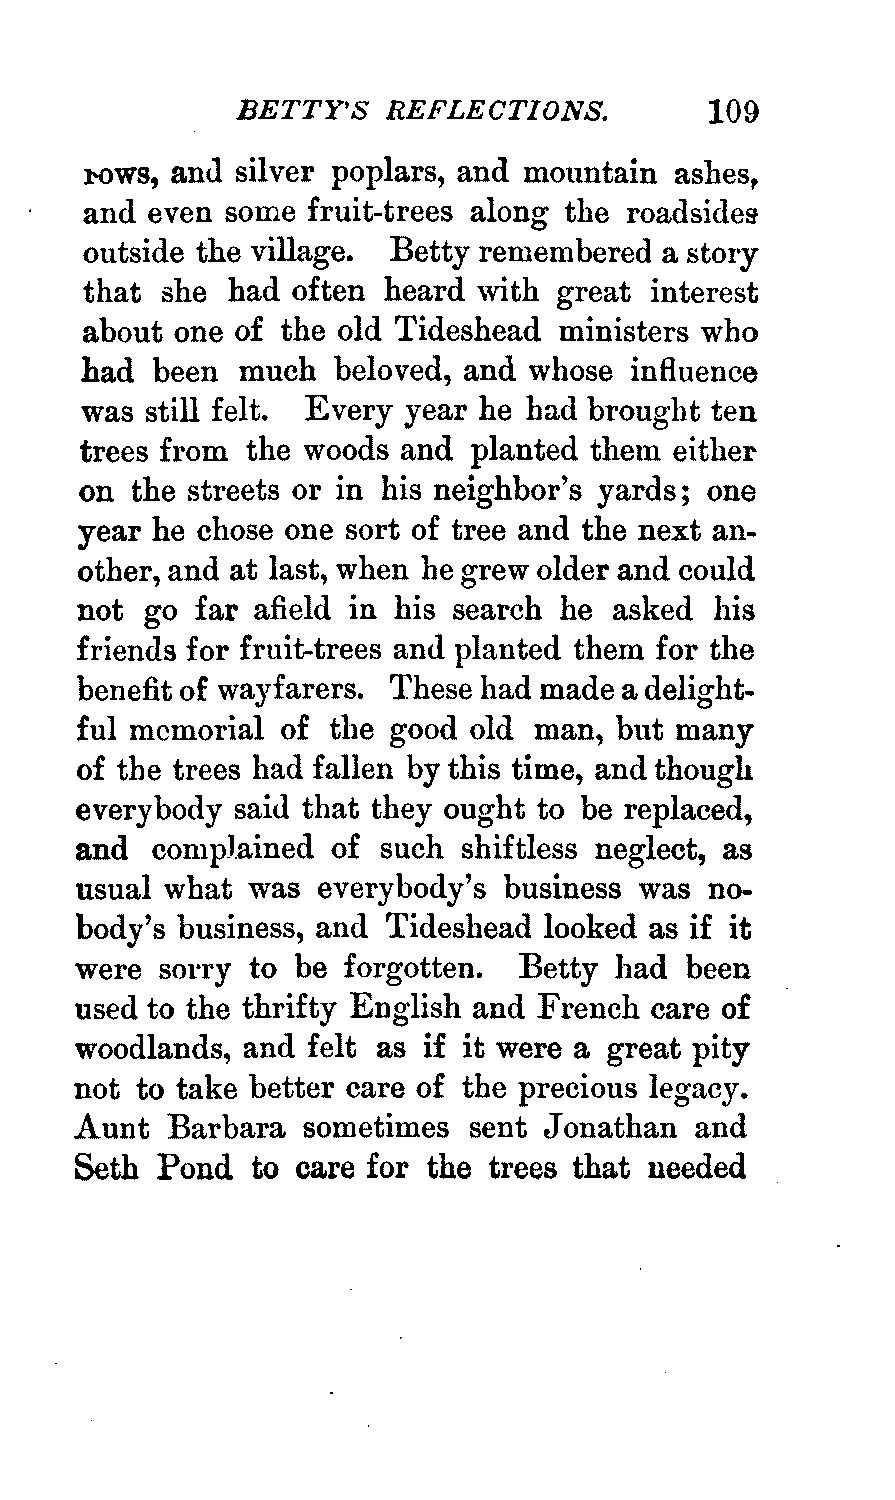 BETTY'S REFLECTIONS. 109
rows, and silver poplars, and mountain ashes,
and even some fruit-trees along the roadsides
outside the village. Betty remembered a story
that she had often heard with great interest
about one of the old Tideshead ministers who
had been much beloved, and whose influence
was still felt. Every year he had brought ten
trees from the woods and planted them either
on the streets or in his neighbor's yards; one
year he chose one sort of tree and the next an-
other, and at last, when he grew older and could
not go far afield in his search he asked his
friends for fruit-trees and planted them for the
benefit of wayfarers. These had made a delight-
ful memorial of the good old man, but many
of the trees had fallen by this time, and though
everybody said that they ought to be replaced,
and complained of such shiftless neglect, as
usual what was everybody's business was no-
body's business, and Tideshead looked as if it
were sorry to be forgotten. Betty had been
used to the thrifty English and French care of
woodlands, and felt as if it were a great pity
not to take better care of the precious legacy.
Aunt Barbara sometimes sent Jonathan and
Seth Pond to care for the trees that needed